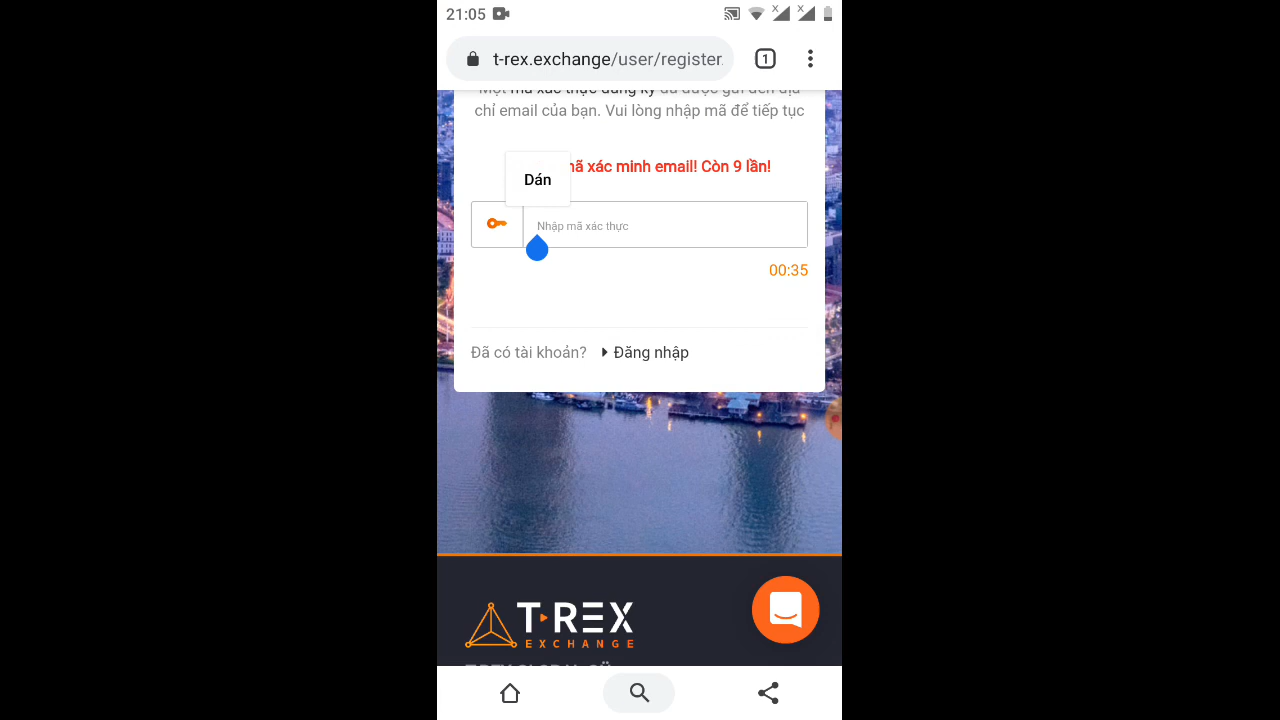 21:05
t-rex.exchange/user/register.
1
Một mã xác thực đăng ký đã được gửi đến địa
chỉ email của bạn. Vui lòng nhập mã để tiếp tục
mã xác minh email! Còn 9 lần!
Dán
Nhập mã xác thực
00:35
Đã có tài khoản? Đăng nhập
T-REX
EXCHANGE